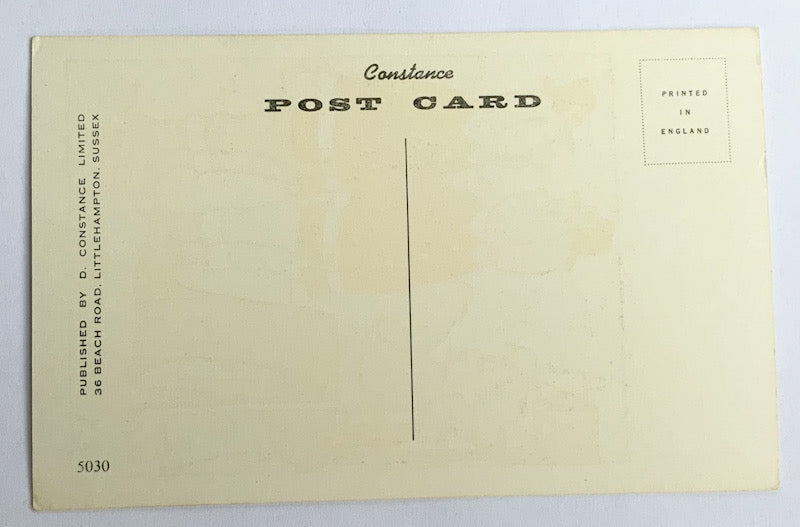 Constance
POST CARD
PRINTED
IN
ENGLAND
PUBLISHED BY D. CONSTANCE LIMITED
36 BEACH ROAD, LITTLEHAMPTON, SUSSEX
5030